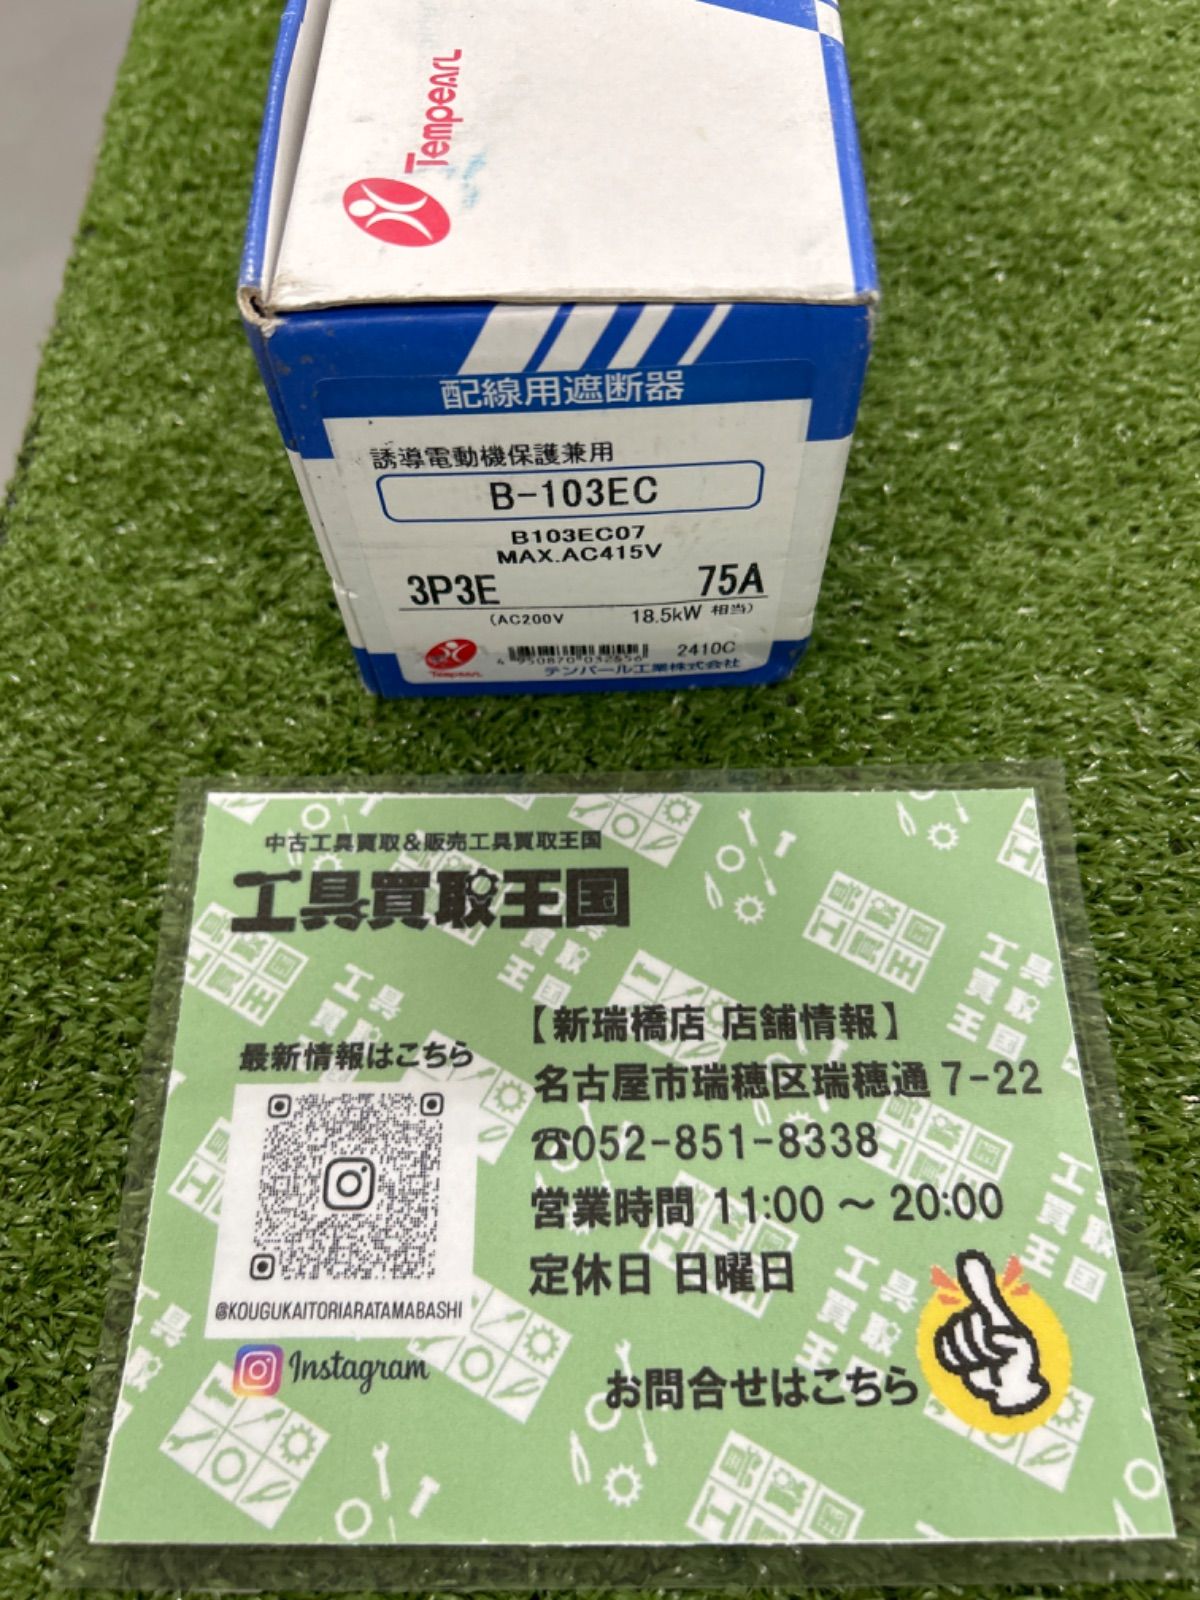 TempeARL
配線用遮断器
誘導電動機保護兼用
B-103EC
B103EC07
MAX.AC415V
3P3E 75A
(AC200V 18.5kW 相当)
2410C
4 950870 032656
TempeARL テンパール工業株式会社
中古工具買取&販売工具買取王国
工具買取王国
【新瑞橋店 店舗情報】
名古屋市瑞穂区瑞穂通 7-22
☎052-851-8338
営業時間 11:00 ～ 20:00
定休日 日曜日
お問合せはこちら
最新情報はこちら
@KOUGUKAITORIARATAMABASHI
Instagram